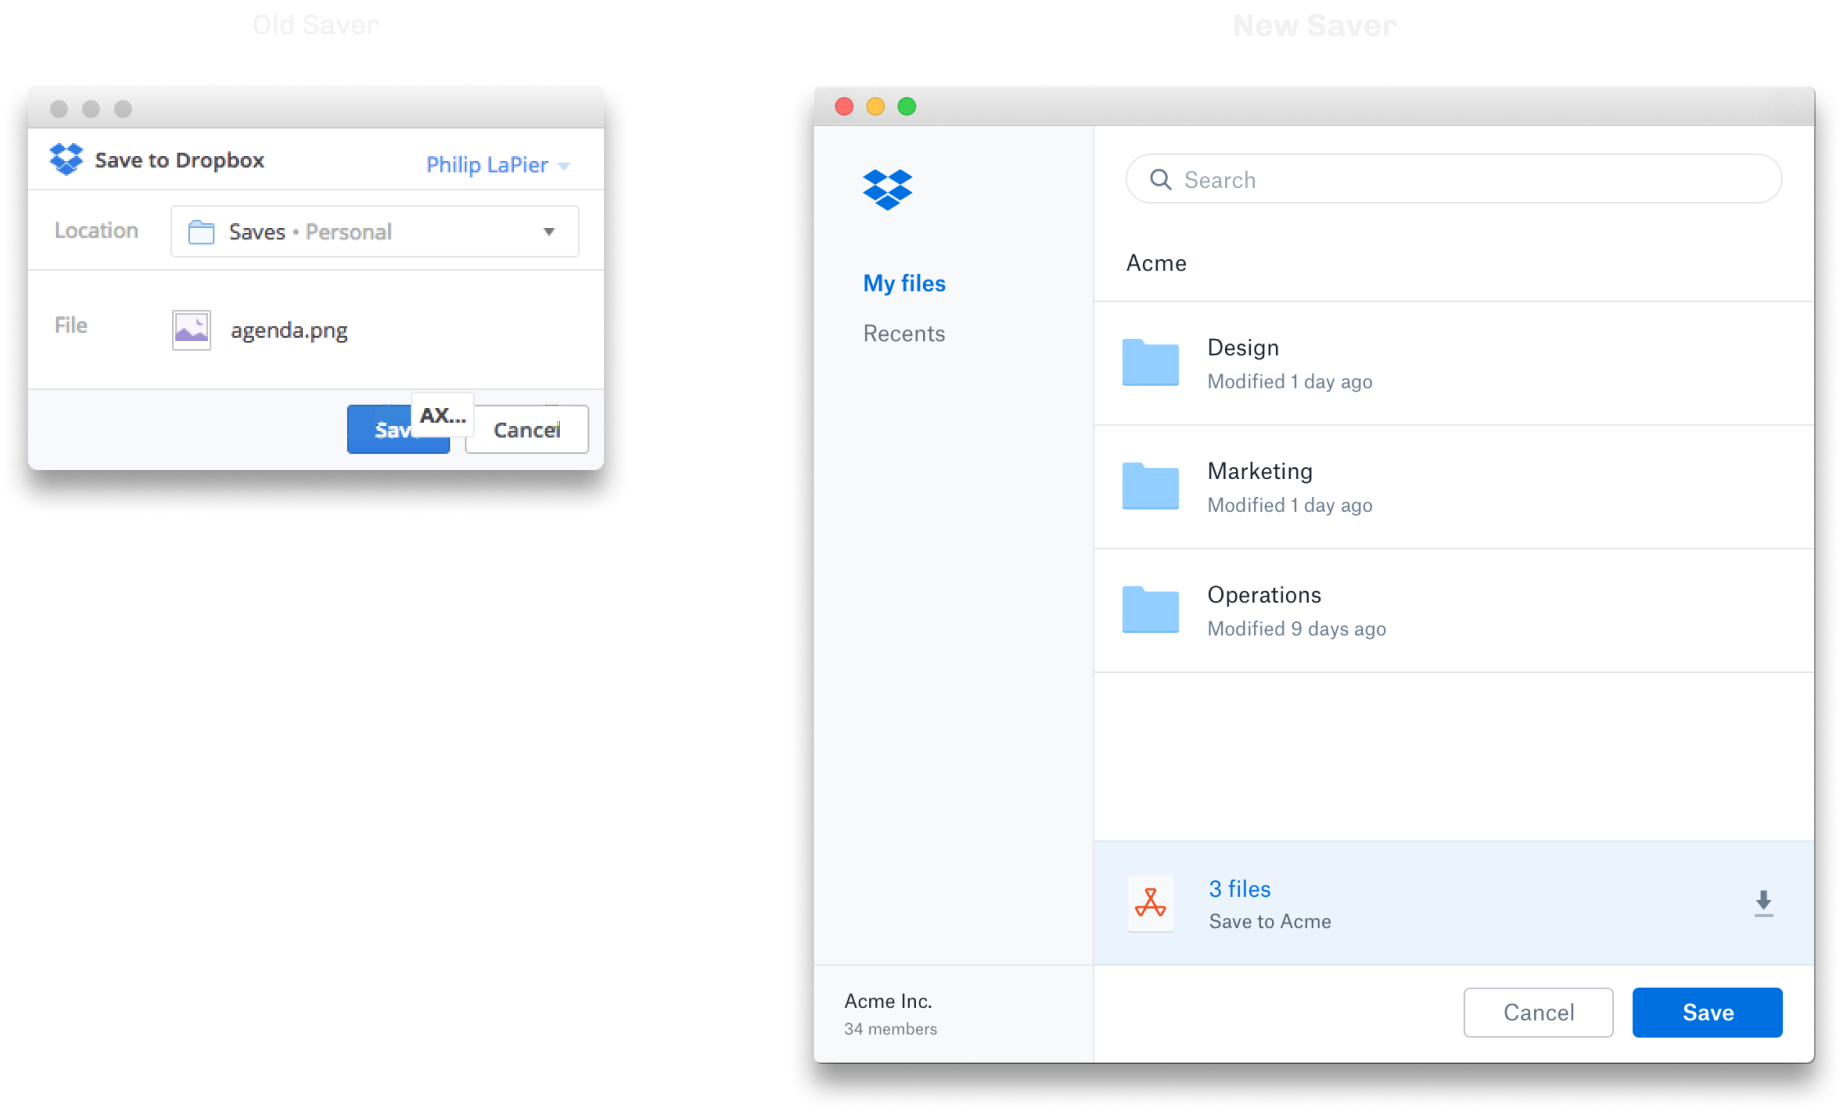 Old Saver
New Saver
Save to Dropbox
Philip LaPier
Location
Saves • Personal
File
agenda.png
AX...
Cancel
Search
My files
Recents
Acme
Design
Modified 1 day ago
Marketing
Modified 1 day ago
Operations
Modified 9 days ago
3 files
Save to Acme
Acme Inc.
34 members
Cancel
Save